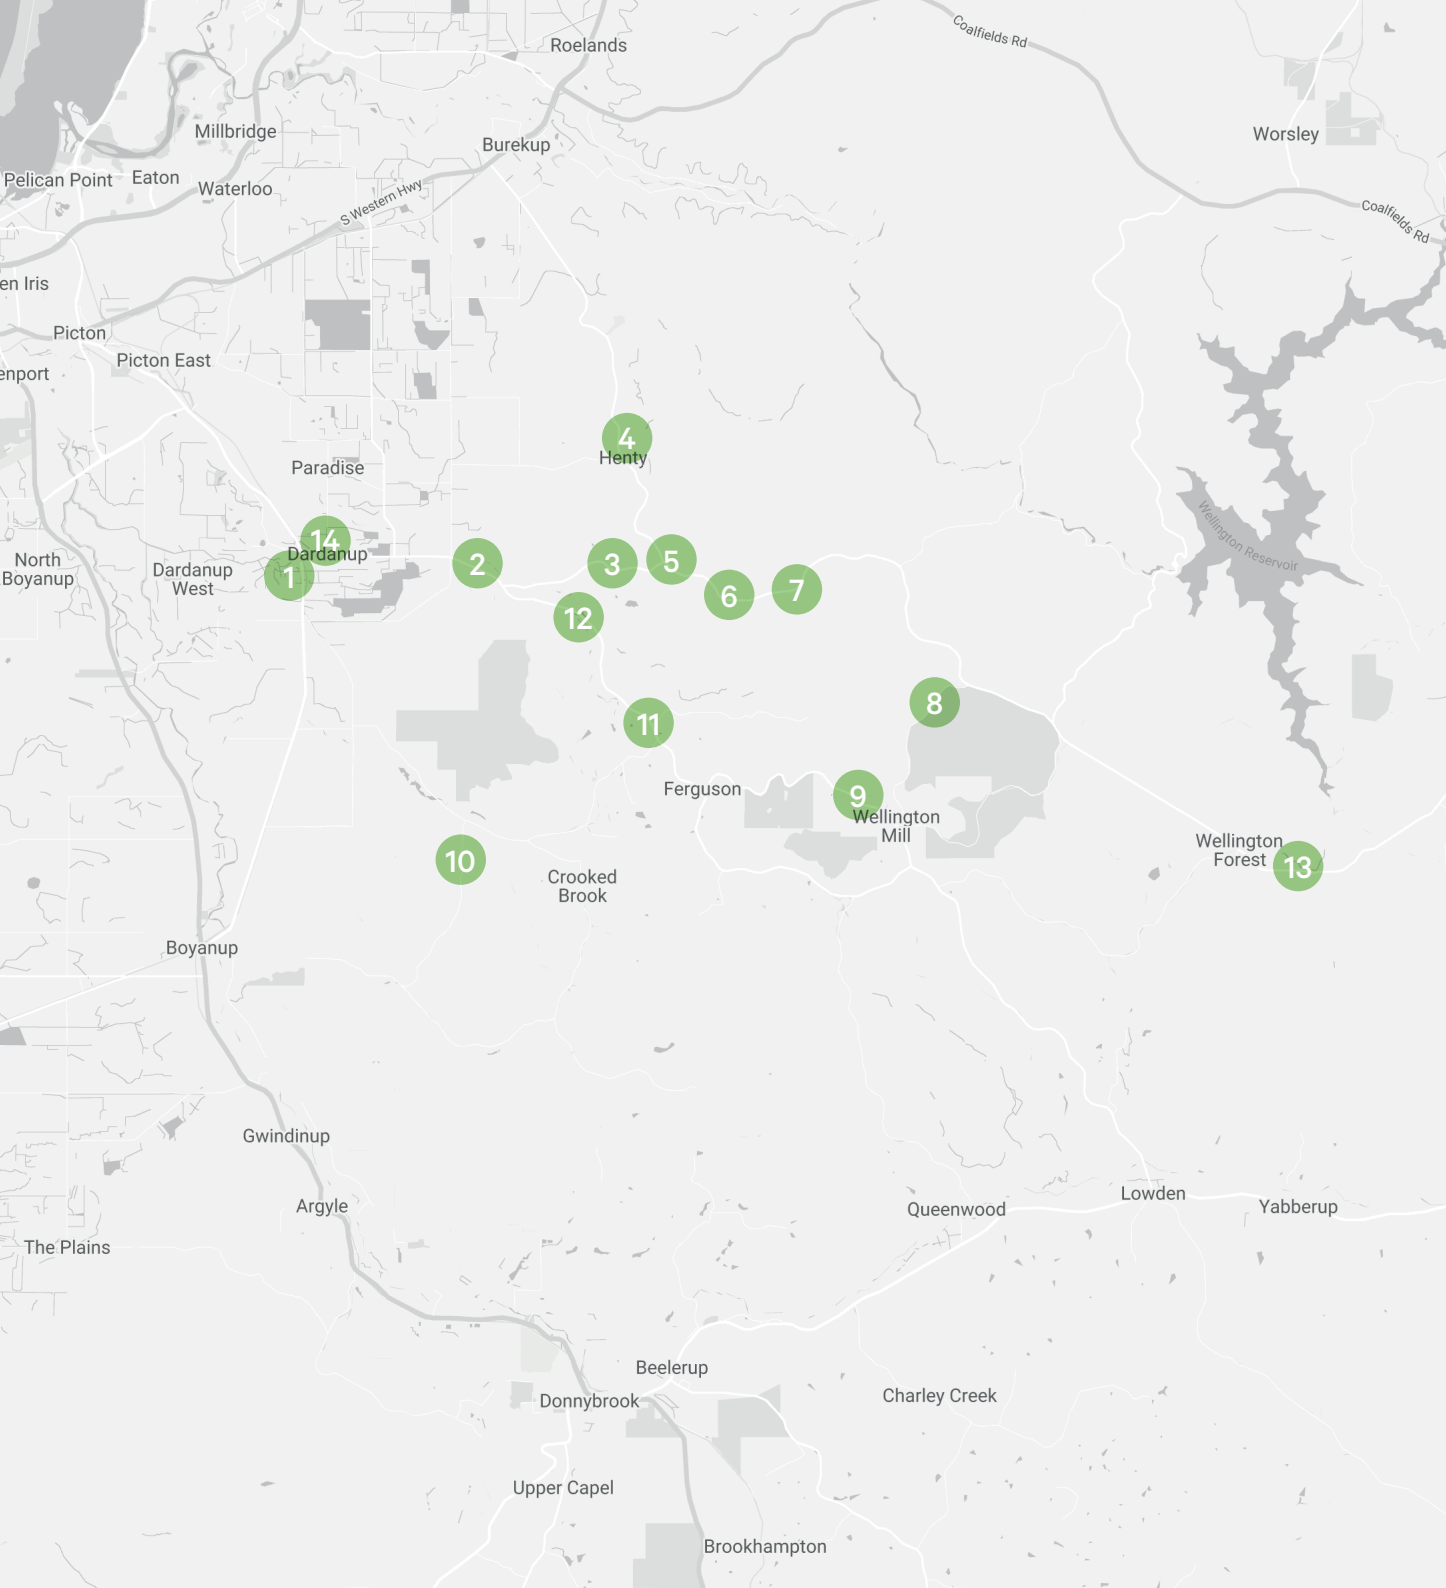 Roelands
Coalfields Rd
Millbridge
Burekup
Worsley
Pelican Point
Eaton
Waterloo
S Western Hwy
Coalfields Rd
en Iris
Picton
Picton East
enport
4
Henty
Paradise
Wellington Reservoir
14
Dardanup
1
2
3
5
6
7
North
Boyanup
Dardanup
West
12
8
11
Ferguson
9
Wellington
Mill
10
Crooked
Brook
Wellington
Forest
13
Boyanup
Gwindinup
Argyle
Queenwood
Lowden
Yabberup
The Plains
Beelerup
Donnybrook
Charley Creek
Upper Capel
Brookhampton